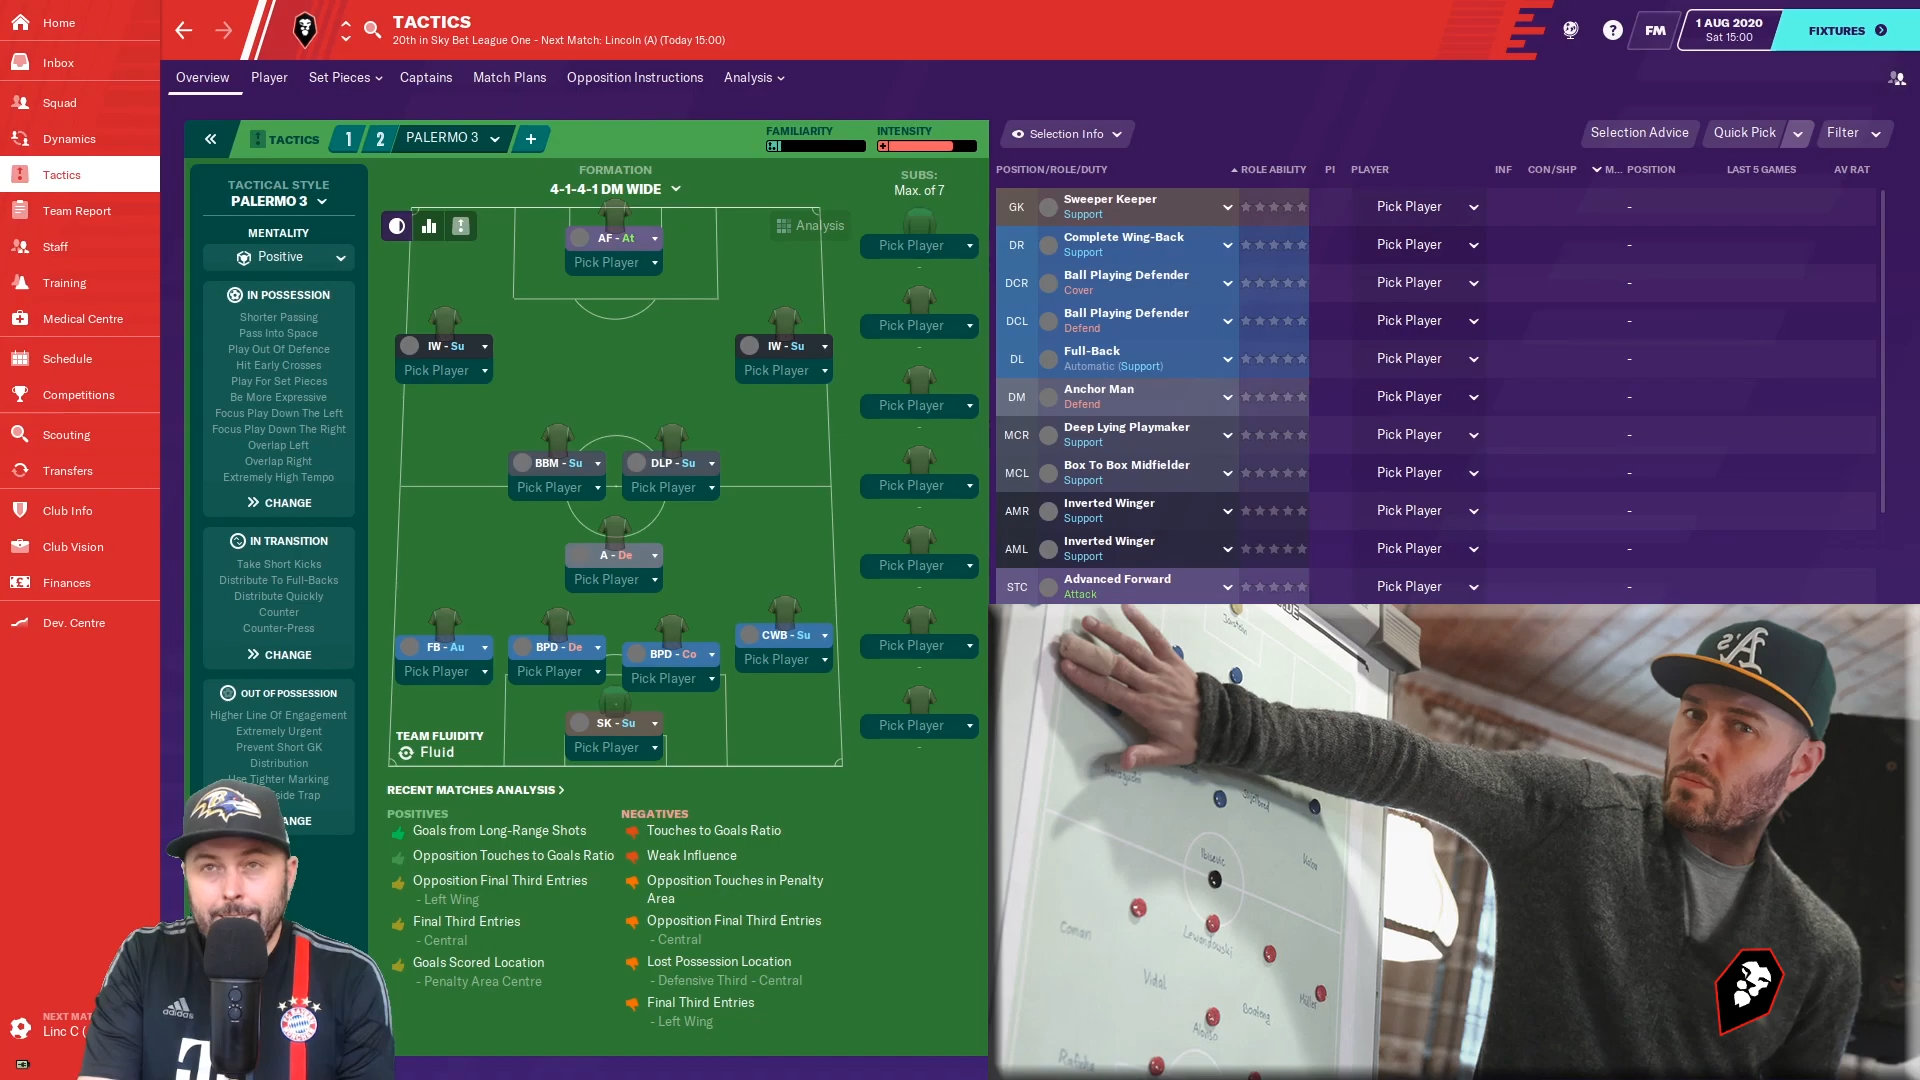 Home
Inbox
Squad
Dynamics
Tactics
Team Report
Staff
Training
Medical Centre
Schedule
Competitions
Scouting
Transfers
Club Info
Club Vision
Finances
Dev. Centre
NEXT MAT
Linc C (
TACTICS
20th in Sky Bet League One - Next Match: Lincoln (A) (Today 15:00)
FM
1 AUG 2020
Sat 15:00
FIXTURES
Overview
Player
Set Pieces
Captains
Match Plans
Opposition Instructions
Analysis
TACTICS
1
2
PALERMO 3
+
FAMILIARITY
INTENSITY
TACTICAL STYLE
PALERMO 3
MENTALITY
Positive
IN POSSESSION
Shorter Passing
Pass Into Space
Play Out Of Defence
Hit Early Crosses
Play For Set Pieces
Be More Expressive
Focus Play Down The Left
Focus Play Down The Right
Overlap Left
Overlap Right
Extremely High Tempo
CHANGE
IN TRANSITION
Take Short Kicks
Distribute To Full-Backs
Distribute Quickly
Counter
Counter-Press
CHANGE
OUT OF POSSESSION
Higher Line Of Engagement
Extremely Urgent
Prevent Short GK
Distribution
Use Tighter Marking
side Trap
ANGE
FORMATION
4-1-4-1 DM WIDE
Analysis
AF - At
Pick Player
IW - Su
Pick Player
IW - Su
Pick Player
BBM - Su
Pick Player
DLP - Su
Pick Player
A - De
Pick Player
FB - Au
Pick Player
BPD - De
Pick Player
BPD - Co
Pick Player
CWB - Su
Pick Player
SK - Su
Pick Player
TEAM FLUIDITY
Fluid
SUBS:
Max. of 7
Pick Player
-
Pick Player
-
Pick Player
-
Pick Player
-
Pick Player
-
Pick Player
-
Pick Player
-
RECENT MATCHES ANALYSIS >
POSITIVES
Goals from Long-Range Shots
Opposition Touches to Goals Ratio
Opposition Final Third Entries
- Left Wing
Final Third Entries
- Central
Goals Scored Location
- Penalty Area Centre
NEGATIVES
Touches to Goals Ratio
Weak Influence
Opposition Touches in Penalty
Area
Opposition Final Third Entries
- Central
Lost Possession Location
- Defensive Third - Central
Final Third Entries
- Left Wing
Selection Info
Selection Advice
Quick Pick
Filter
POSITION/ROLE/DUTY
ROLE ABILITY
PI
PLAYER
INF
CON/SHP
M...
POSITION
LAST 5 GAMES
AV RAT
GK
Sweeper Keeper
Support
Pick Player
-
DR
Complete Wing-Back
Support
Pick Player
-
DCR
Ball Playing Defender
Cover
Pick Player
-
DCL
Ball Playing Defender
Defend
Pick Player
-
DL
Full-Back
Automatic (Support)
Pick Player
-
DM
Anchor Man
Defend
Pick Player
-
MCR
Deep Lying Playmaker
Support
Pick Player
-
MCL
Box To Box Midfielder
Support
Pick Player
-
AMR
Inverted Winger
Support
Pick Player
-
AML
Inverted Winger
Support
Pick Player
-
STC
Advanced Forward
Attack
Pick Player
Ibisevic
Coman
Lewandowski
Vidal
Müller
Boateng
Alonso
Rafinha
A's
adidas
T